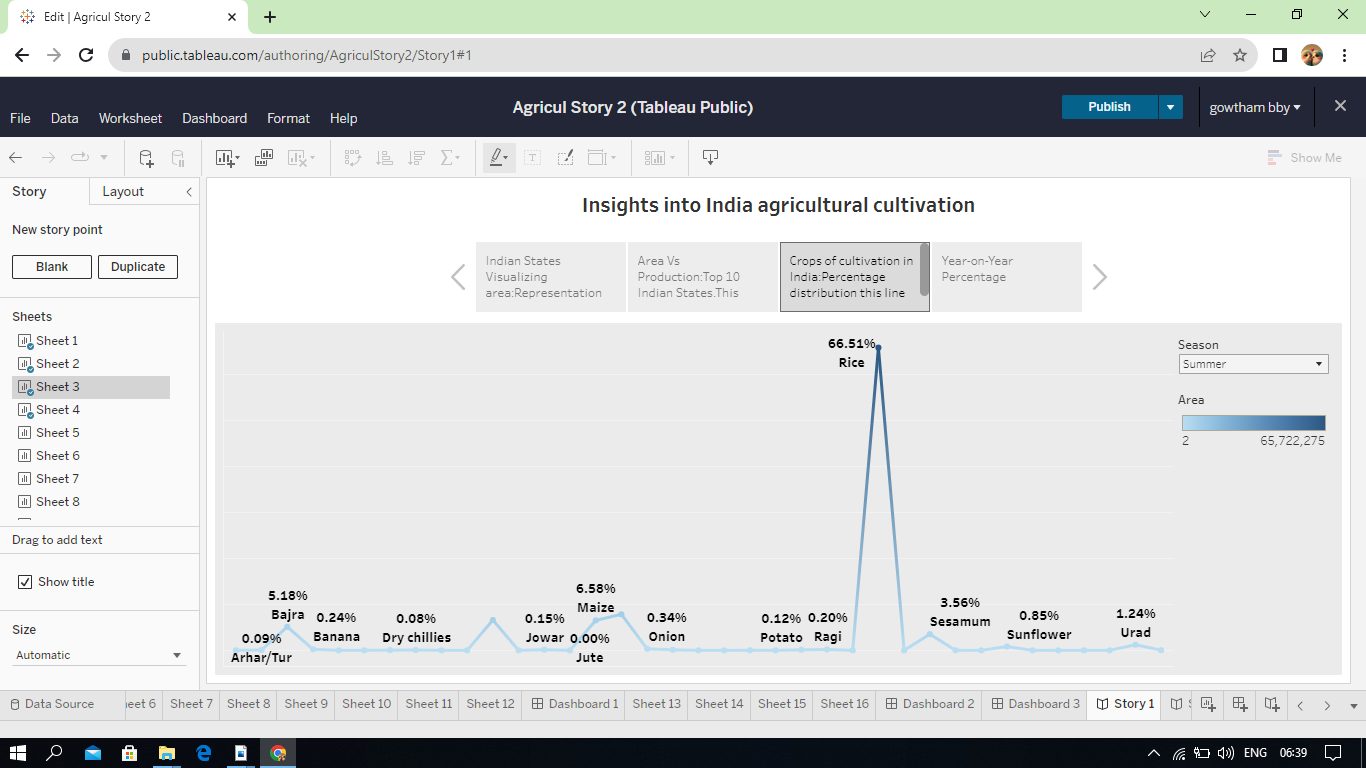 Edit | Agricul Story 2
public.tableau.com/authoring/AgriculStory2/Story1#1
Agricul Story 2 (Tableau Public)
Publish
gowtham bby
File Data Worksheet Dashboard Format Help
Show Me
Story Layout
New story point
Blank Duplicate
Sheets
Sheet 1
Sheet 2
Sheet 3
Sheet 4
Sheet 5
Sheet 6
Sheet 7
Sheet 8
Drag to add text
Show title
Size
Automatic
Insights into India agricultural cultivation
Indian States
Visualizing
area:Representation
Area Vs
Production:Top 10
Indian States.This
Crops of cultivation in
India:Percentage
distribution this line
Year-on-Year
Percentage
66.51%
Rice
5.18%
Bajra
0.09%
Arhar/Tur
0.24%
Banana
0.08%
Dry chillies
0.15%
Jowar
6.58%
Maize
0.00%
Jute
0.34%
Onion
0.12%
Potato
0.20%
Ragi
3.56%
Sesamum
0.85%
Sunflower
1.24%
Urad
Season
Summer
Area
2 65,722,275
Data Source eet 6 Sheet 7 Sheet 8 Sheet 9 Sheet 10 Sheet 11 Sheet 12 Dashboard 1 Sheet 13 Sheet 14 Sheet 15 Sheet 16 Dashboard 2 Dashboard 3 Story 1
ENG 06:39